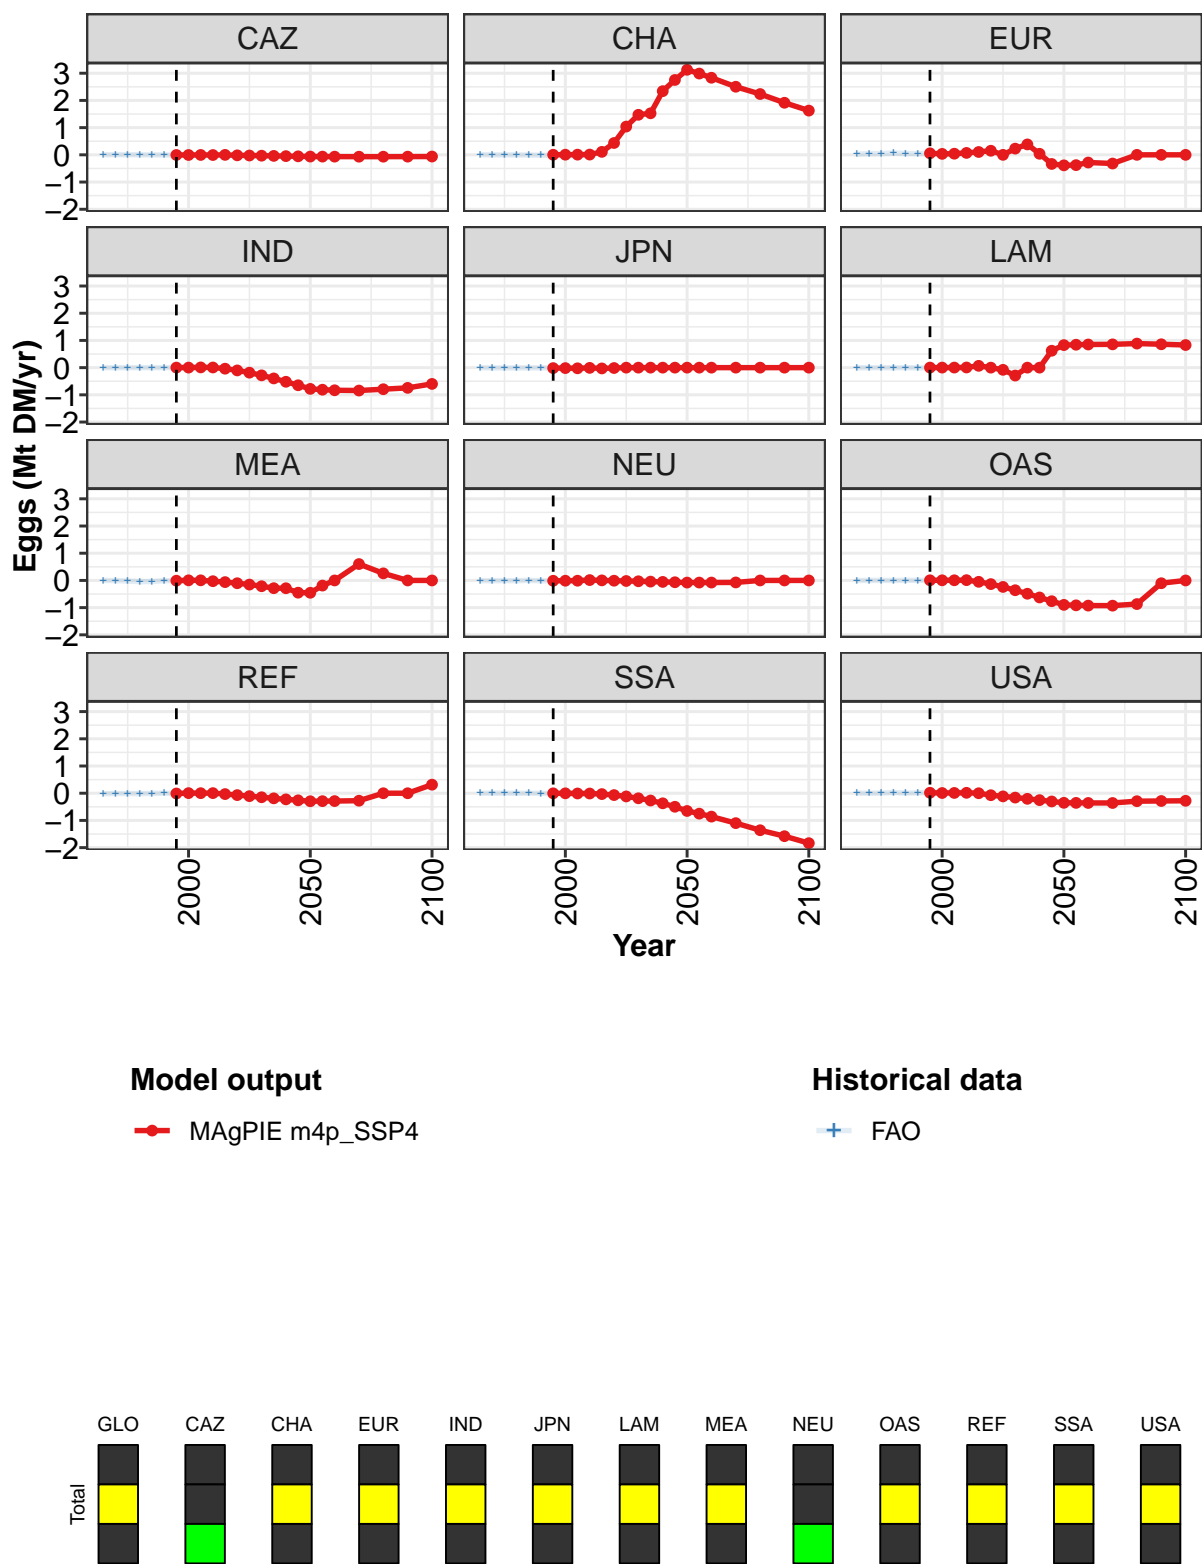 CAZ CHA EUR
3
2
1
0
−1
−2
IND JPN LAM
3
2
1
0
−1
−2
MEA NEU OAS
3
2
1
0
−1
−2
REF SSA USA
3
2
1
0
−1
−2
Eggs (Mt DM/yr)
2000 2050 2100 2000 2050 2100 2000 2050 2100
Year
Model output Historical data
MAgPIE m4p_SSP4 FAO
GLO CAZ CHA EUR IND JPN LAM MEA NEU OAS REF SSA USA
Total